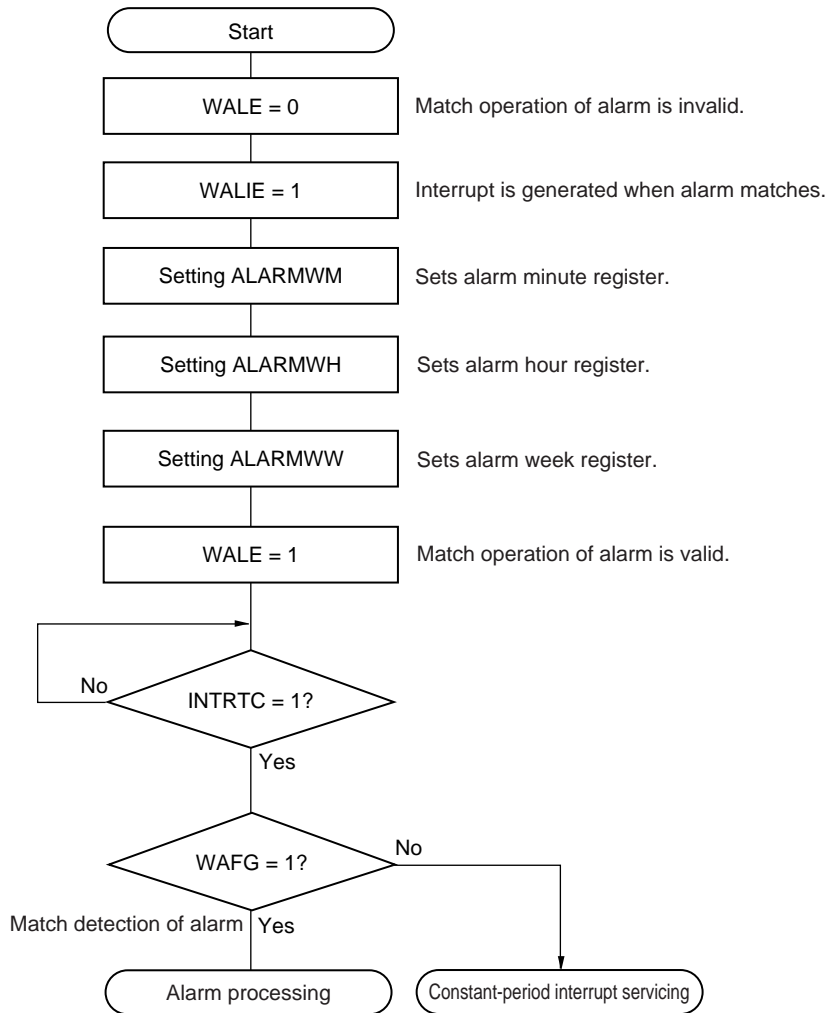 Start
WALE = 0
Match operation of alarm is invalid.
WALIE = 1
Interrupt is generated when alarm matches.
Setting ALARMWM
Sets alarm minute register.
Setting ALARMWH
Sets alarm hour register.
Setting ALARMWW
Sets alarm week register.
WALE = 1
Match operation of alarm is valid.
No
INTRTC = 1?
Yes
WAFG = 1?
No
Match detection of alarm
Yes
Alarm processing
Constant-period interrupt servicing